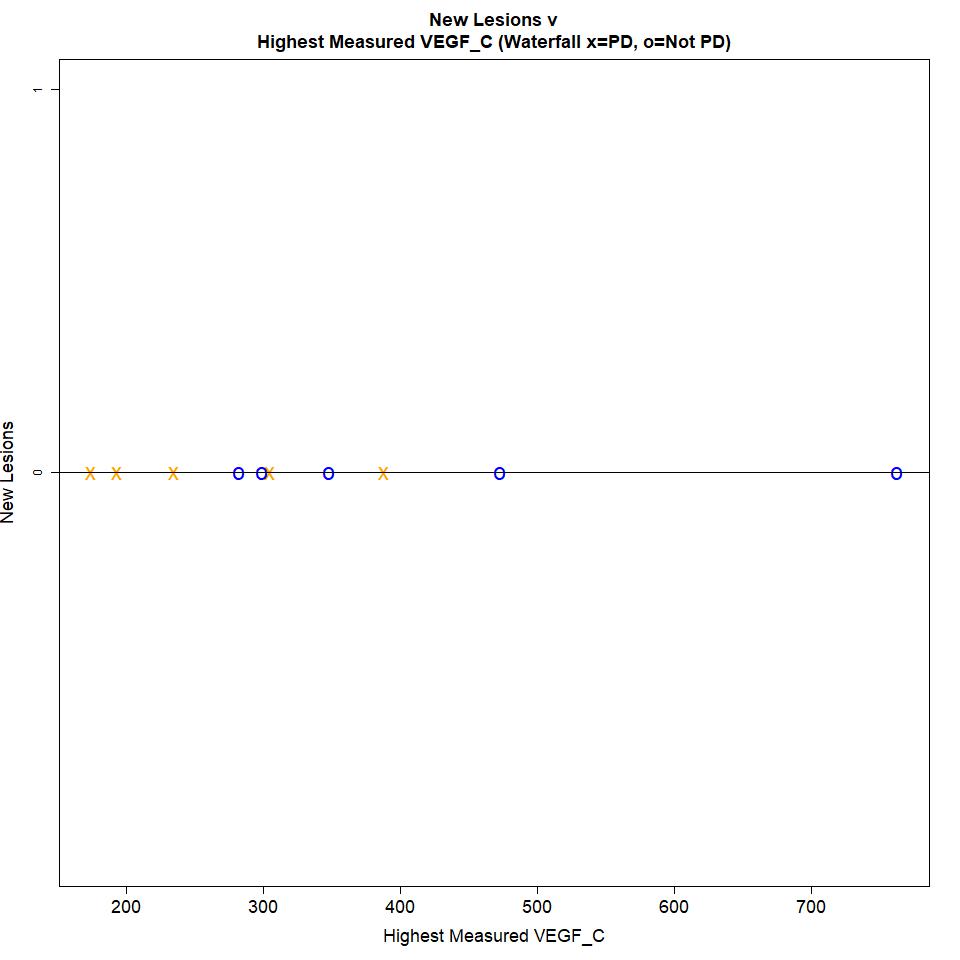 New Lesions v
Highest Measured VEGF_C (Waterfall x=PD, o=Not PD)
1
New Lesions
0
x x x o o x o x o o
200 300 400 500 600 700
Highest Measured VEGF_C